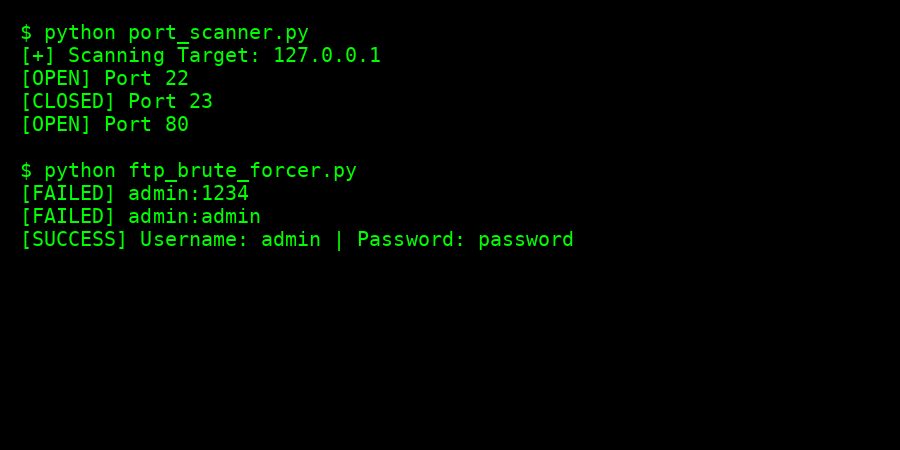 $ python port_scanner.py
[+] Scanning Target: 127.0.0.1
[OPEN] Port 22
[CLOSED] Port 23
[OPEN] Port 80
$ python ftp_brute_forcer.py
[FAILED] admin:1234
[FAILED] admin:admin
[SUCCESS] Username: admin | Password: password